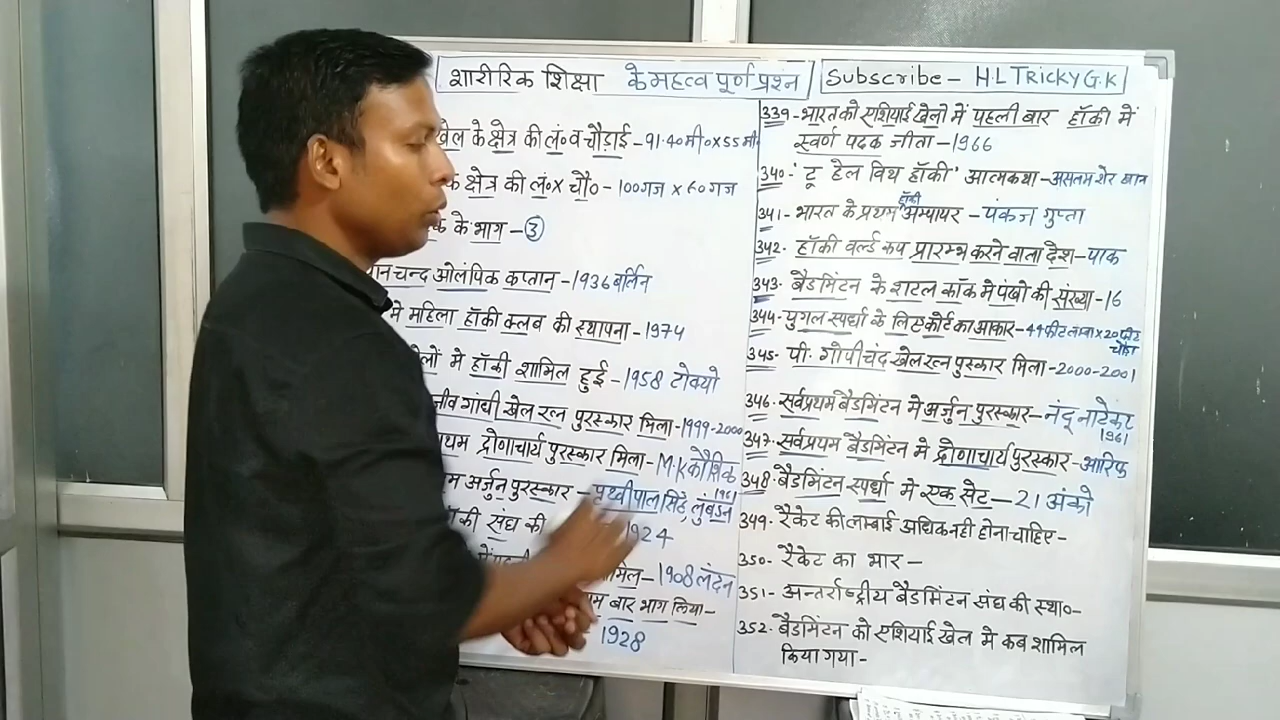 शारीरिक शिक्षा के महत्वपूर्ण प्रश्न
Subscribe - H.L TRICKY G.K
खेल के क्षेत्र की लं० व चौड़ाई - 91.40 मी० x 55 मी०
क्षेत्र की लं० x चौ० - 100 गज x 60 गज
के भाग - ③
चन्द ओलंपिक कप्तान - 1936 बर्लिन
में महिला हॉकी क्लब की स्थापना - 1974
में हॉकी शामिल हुई - 1958 टोक्यो
गांधी खेल रत्न पुरस्कार मिला - 1999-2000
द्रोणाचार्य पुरस्कार मिला - M.K कौशिक
अर्जुन पुरस्कार - पृथ्वीपाल सिंह, 1961
संघ की 1924
- 1908 लंदन
बार भाग लिया -
1928
339 - भारत को एशियाई खेलों में पहली बार हॉकी में
स्वर्ण पदक जीता - 1966
340 - 'टू हेल विथ हॉकी' आत्मकथा - असलम शेर खान
341 - भारत के प्रथम हॉकी अम्पायर - पंकज गुप्ता
342. हॉकी वर्ल्ड कप प्रारम्भ करने वाला देश - पाक
343. बैडमिंटन के शटल कॉक में पंखों की संख्या - 16
344. युगल स्पर्धा के लिए कोर्ट का आकार - 44 फीट लम्बा x 20 फीट
चौड़ा
345. पी. गोपीचंद खेल रत्न पुरस्कार मिला - 2000-2001
346. सर्वप्रथम बैडमिंटन में अर्जुन पुरस्कार - नंदू नाटेकर
1961
347. सर्वप्रथम बैडमिंटन में द्रोणाचार्य पुरस्कार - आरिफ
348. बैडमिंटन स्पर्धा में एक सेट - 21 अंको
349. रैकेट की लम्बाई अधिक नही होना चाहिए -
350. रैकेट का भार -
351 - अन्तर्राष्ट्रीय बैडमिंटन संघ की स्था० -
352. बैडमिंटन को एशियाई खेल में कब शामिल
किया गया -